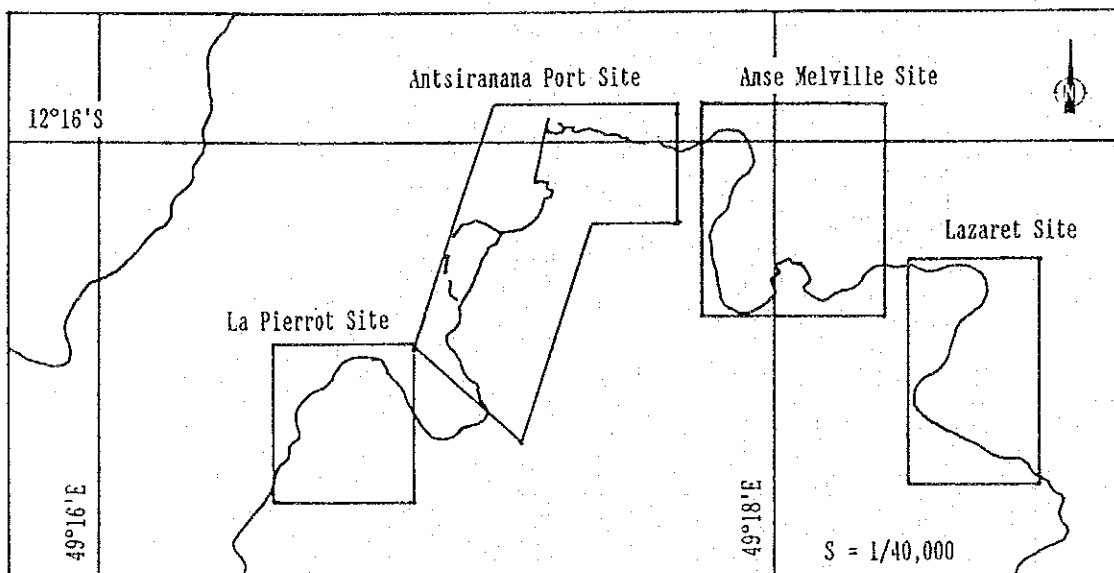 Antsiranana Port Site
Anse Melville Site
N
12°16'S
Lazaret Site
La Pierrot Site
49°16'E
49°18'E
S = 1/40,000